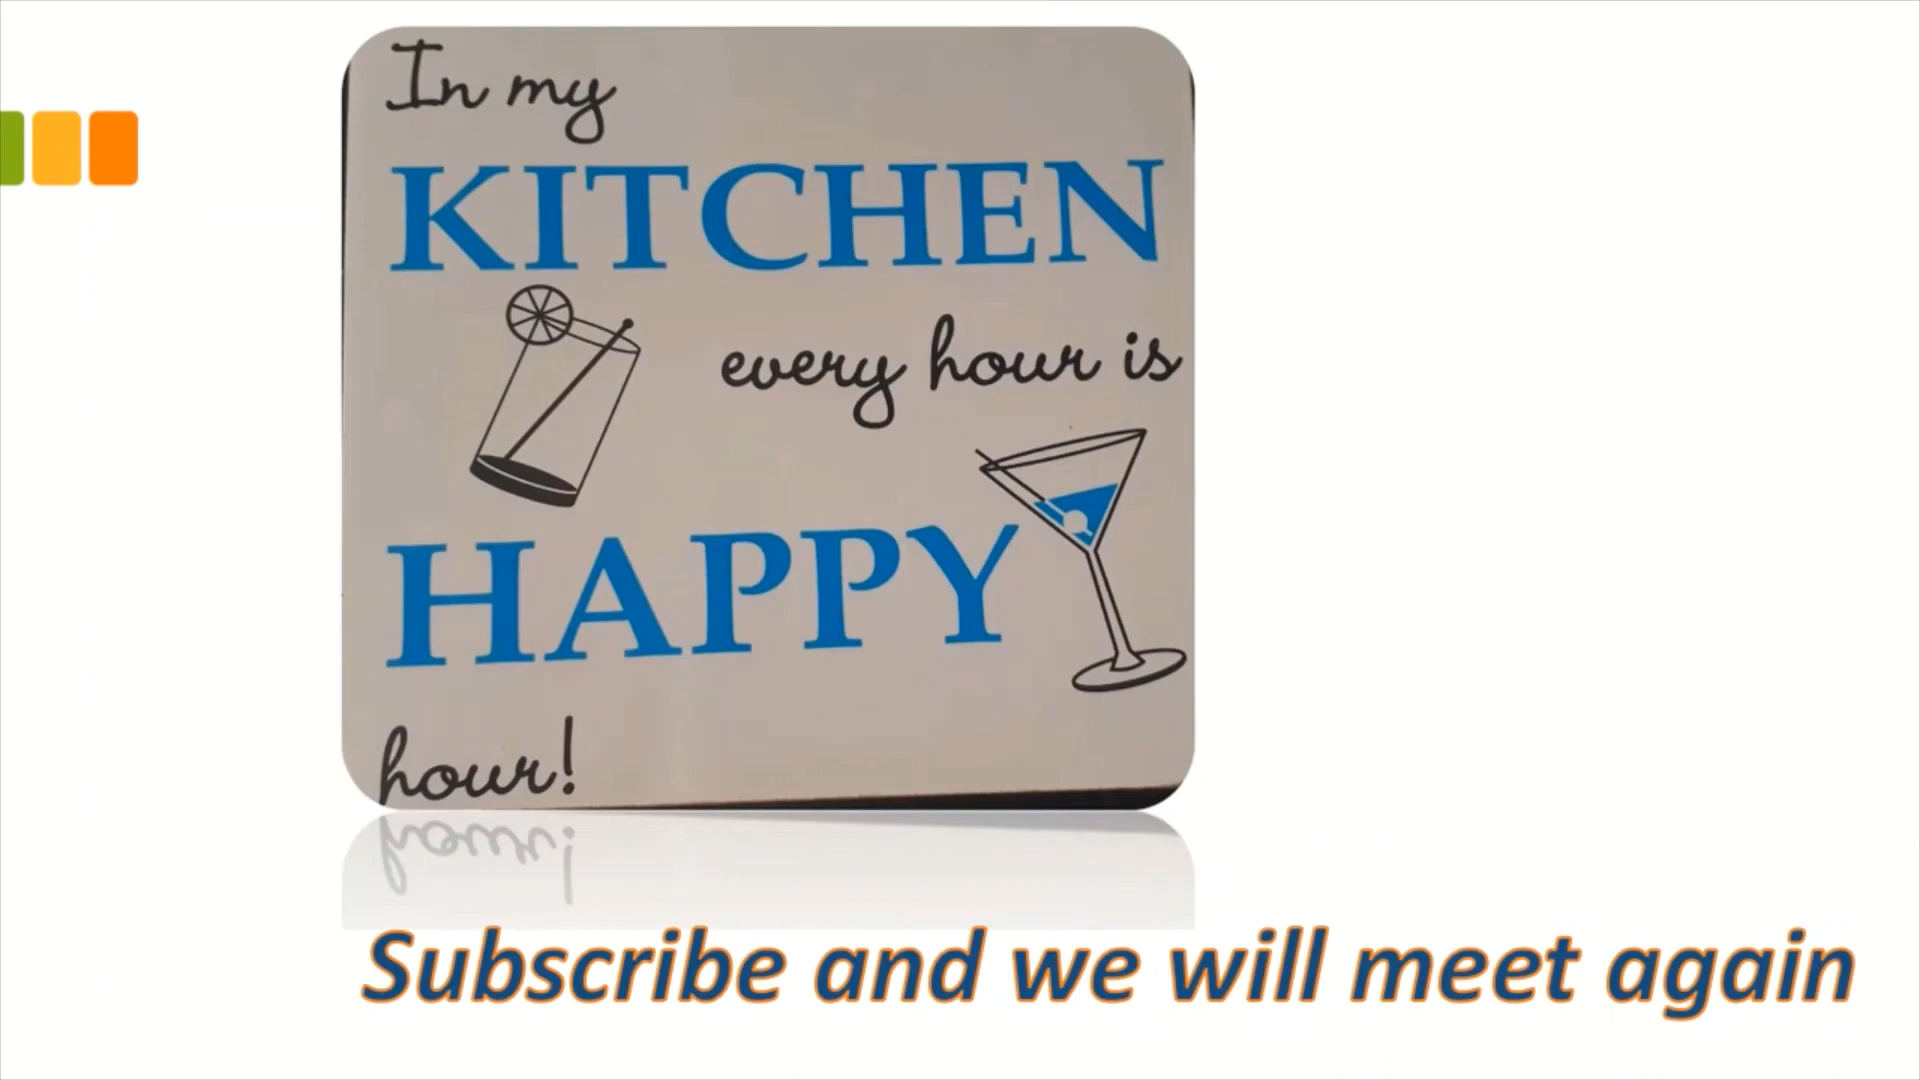 In my
KITCHEN
every hour is
HAPPY
hour!
Subscribe and we will meet again